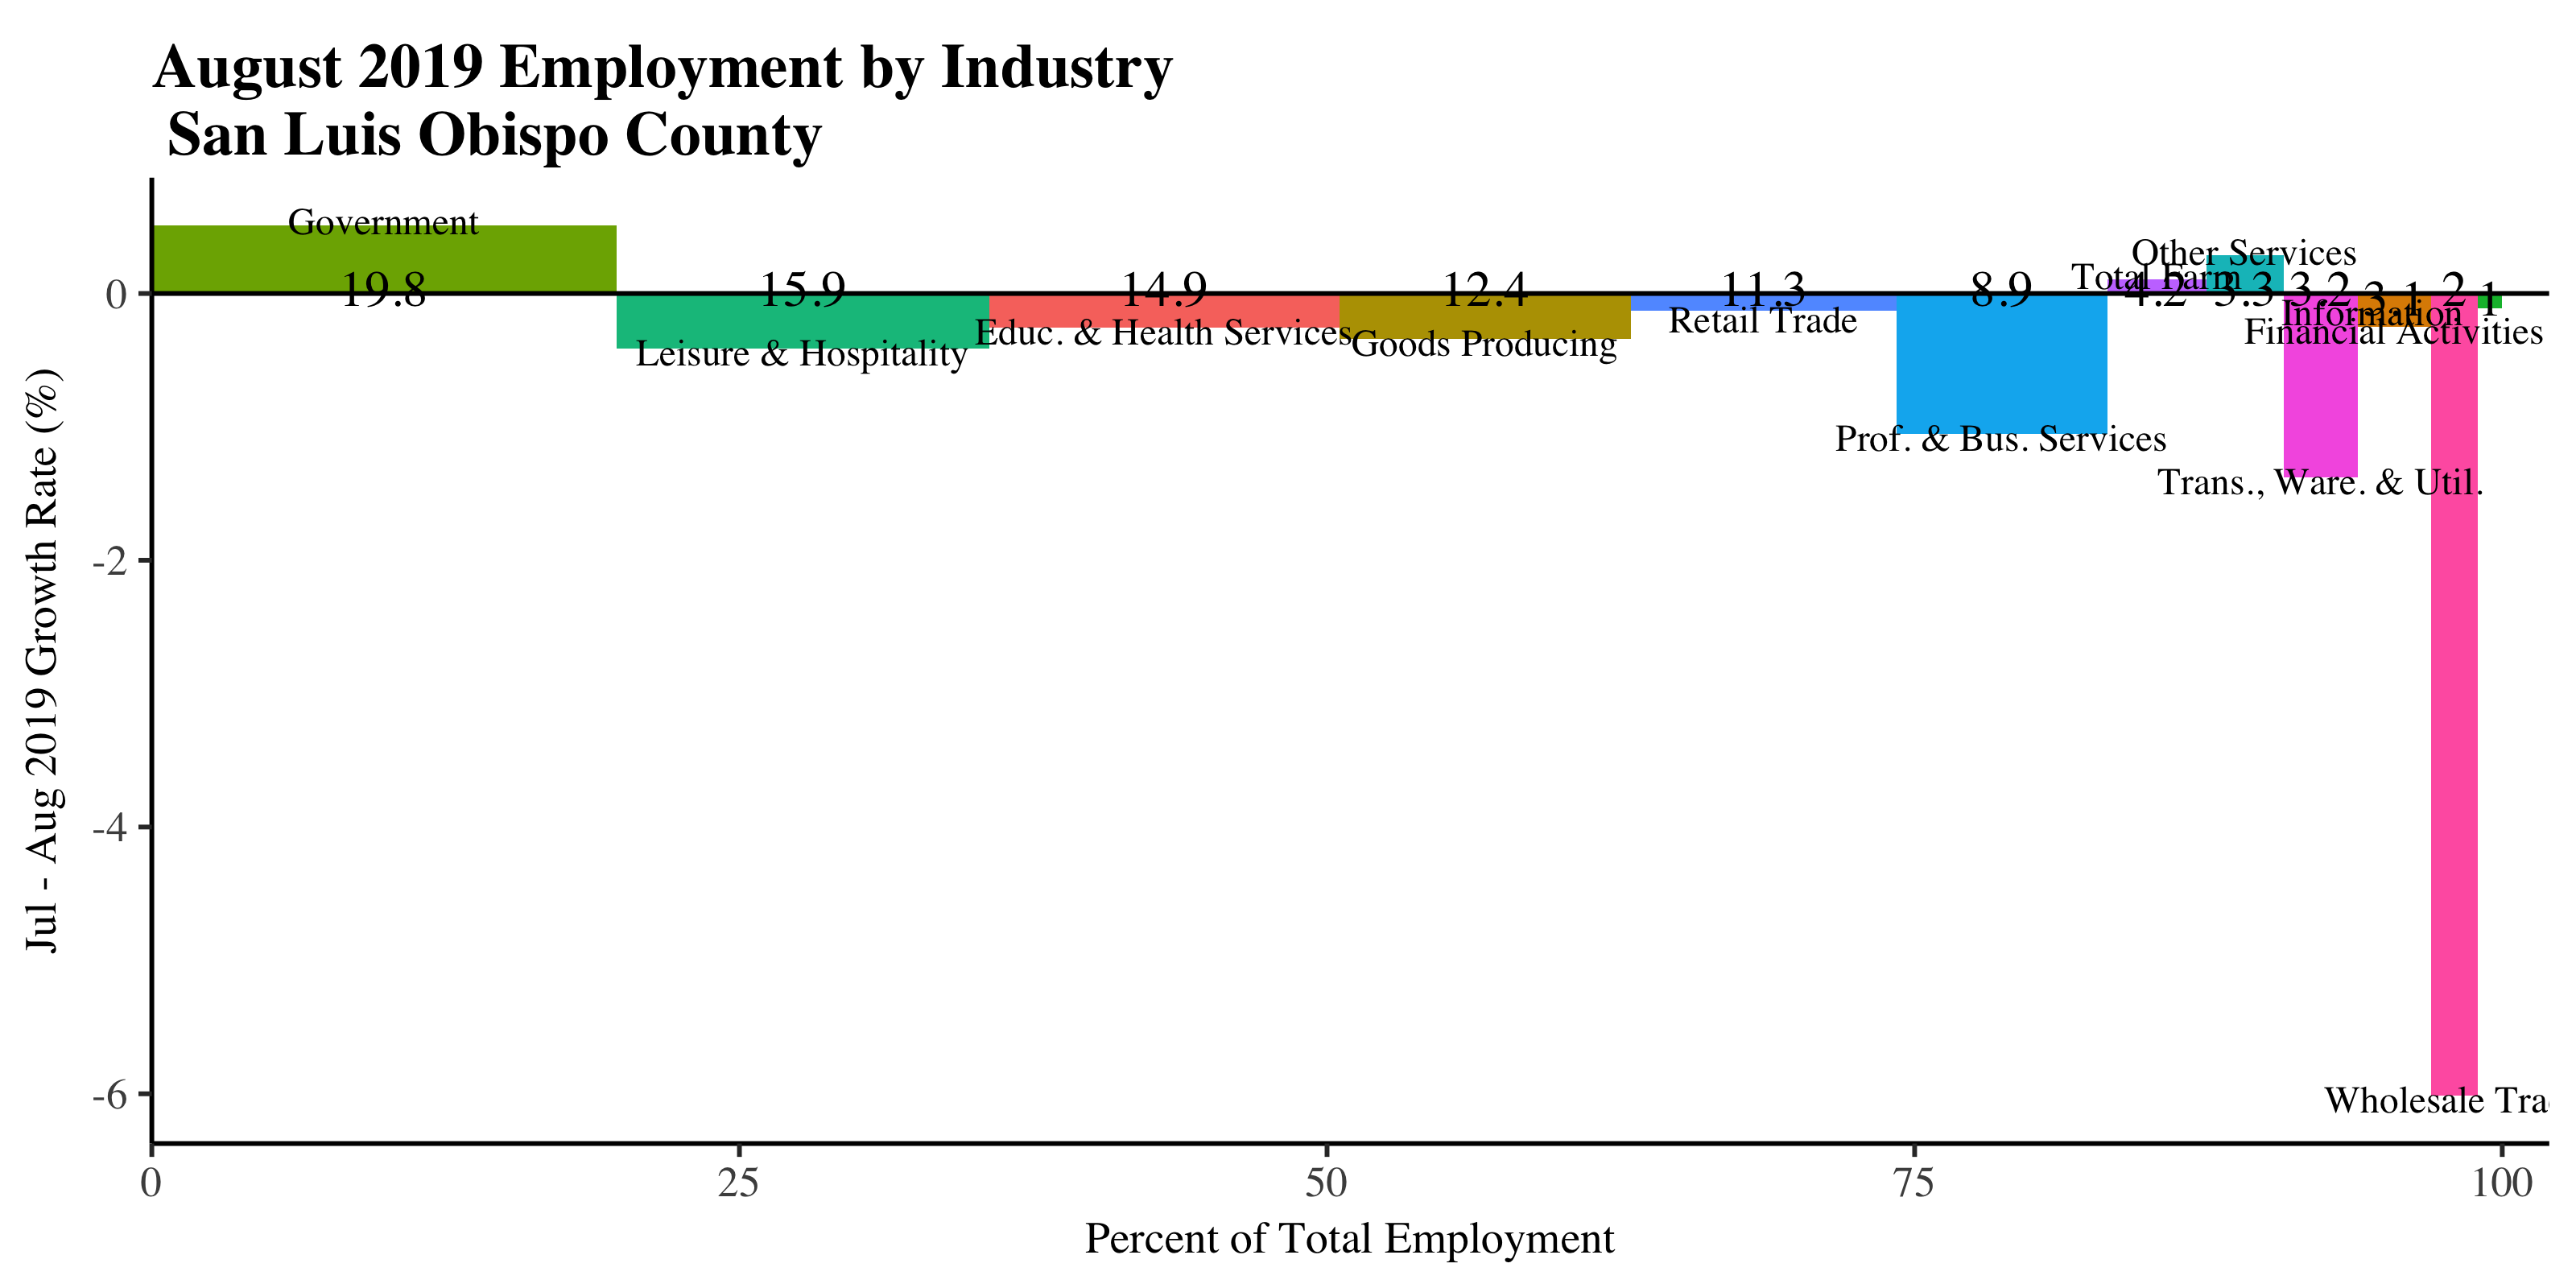 August 2019 Employment by Industry
San Luis Obispo County
Government
Other Services
Total Farm
0
19.8
15.9
14.9
12.4
11.3
8.9
4.2
3.3
3.2
3.1
2
1
Information
Retail Trade
Educ. & Health Services
Financial Activities
Goods Producing
Leisure & Hospitality
Prof. & Bus. Services
Trans., Ware. & Util.
-2
-4
-6
Wholesale Tra
Jul - Aug 2019 Growth Rate (%)
0
25
50
75
100
Percent of Total Employment